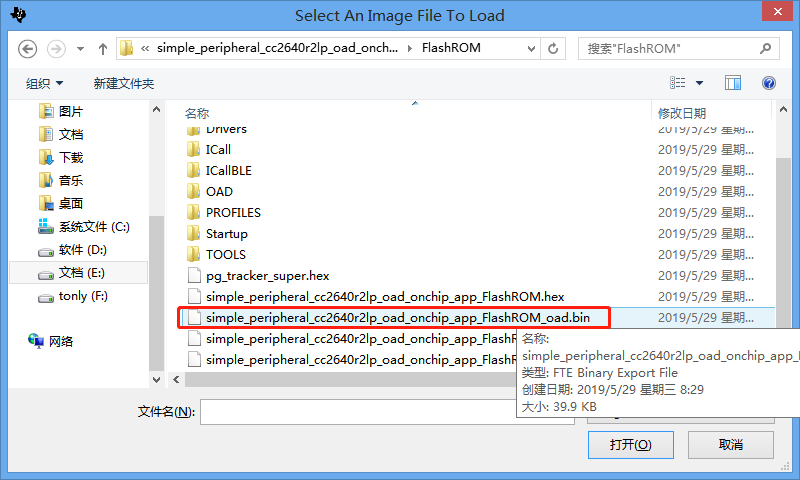 Select An Image File To Load
« simple_peripheral_cc2640r2lp_oad_onch... ▸ FlashROM
搜索"FlashROM"
组织 ▾ 新建文件夹
图片
文档
下载
音乐
桌面
系统文件 (C:)
软件 (D:)
文档 (E:)
tonly (F:)
网络
名称 修改日期
Drivers 2019/5/29 星期...
ICall 2019/5/29 星期...
ICallBLE 2019/5/29 星期...
OAD 2019/5/29 星期...
PROFILES 2019/5/29 星期...
Startup 2019/5/29 星期...
TOOLS 2019/5/29 星期...
pg_tracker_super.hex 2019/5/29 星期...
simple_peripheral_cc2640r2lp_oad_onchip_app_FlashROM.hex 2019/5/29 星期...
simple_peripheral_cc2640r2lp_oad_onchip_app_FlashROM_oad.bin 2019/5/29 星期...
simple_peripheral_cc2640r2lp_oad_onchip_app_FlashR
simple_peripheral_cc2640r2lp_oad_onchip_app_FlashR
名称:
simple_peripheral_cc2640r2lp_oad_onchip_app_
类型: FTE Binary Export File
创建日期: 2019/5/29 星期三 8:29
大小: 39.9 KB
文件名(N):
打开(O) 取消